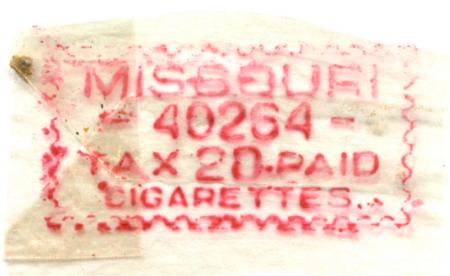 MISSOURI
- 40264 -
TAX 20 PAID
CIGARETTES